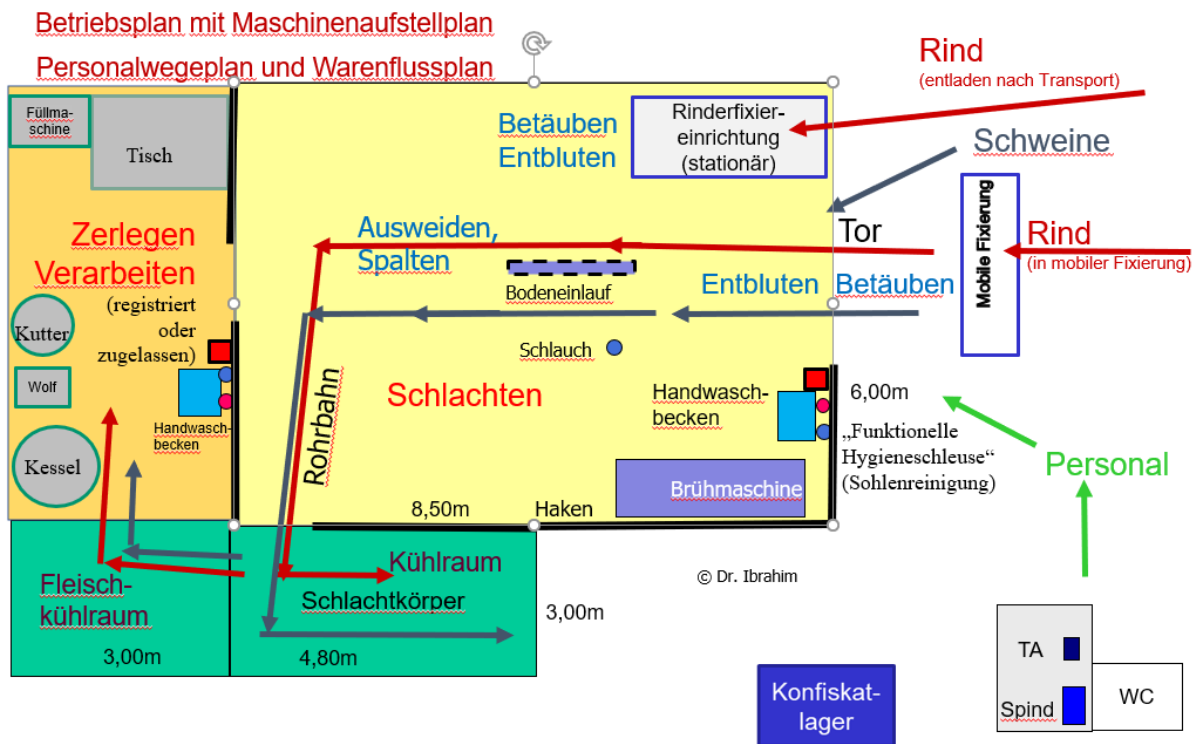 Betriebsplan mit Maschinenaufstellplan
Personalwegeplan und Warenflussplan
Rind
(entladen nach Transport)
Füllma-
schine
Tisch
Betäuben
Entbluten
Rinderfixier-
einrichtung
(stationär)
Schweine
Zerlegen
Verarbeiten
(registriert
oder
zugelassen)
Ausweiden,
Spalten
Tor
Mobile Fixierung
Rind
(in mobiler Fixierung)
Bodeneinlauf
Entbluten
Betäuben
Kutter
Wolf
Kessel
Handwasch-
becken
Rohrbahn
Schlauch
Schlachten
Handwasch-
becken
6,00m
„Funktionelle
Hygieneschleuse“
(Sohlenreinigung)
Personal
Brühmaschine
8,50m
Haken
Fleisch-
kühlraum
Kühlraum
Schlachtkörper
3,00m
4,80m
3,00m
© Dr. Ibrahim
Konfiskat-
lager
TA
Spind
WC